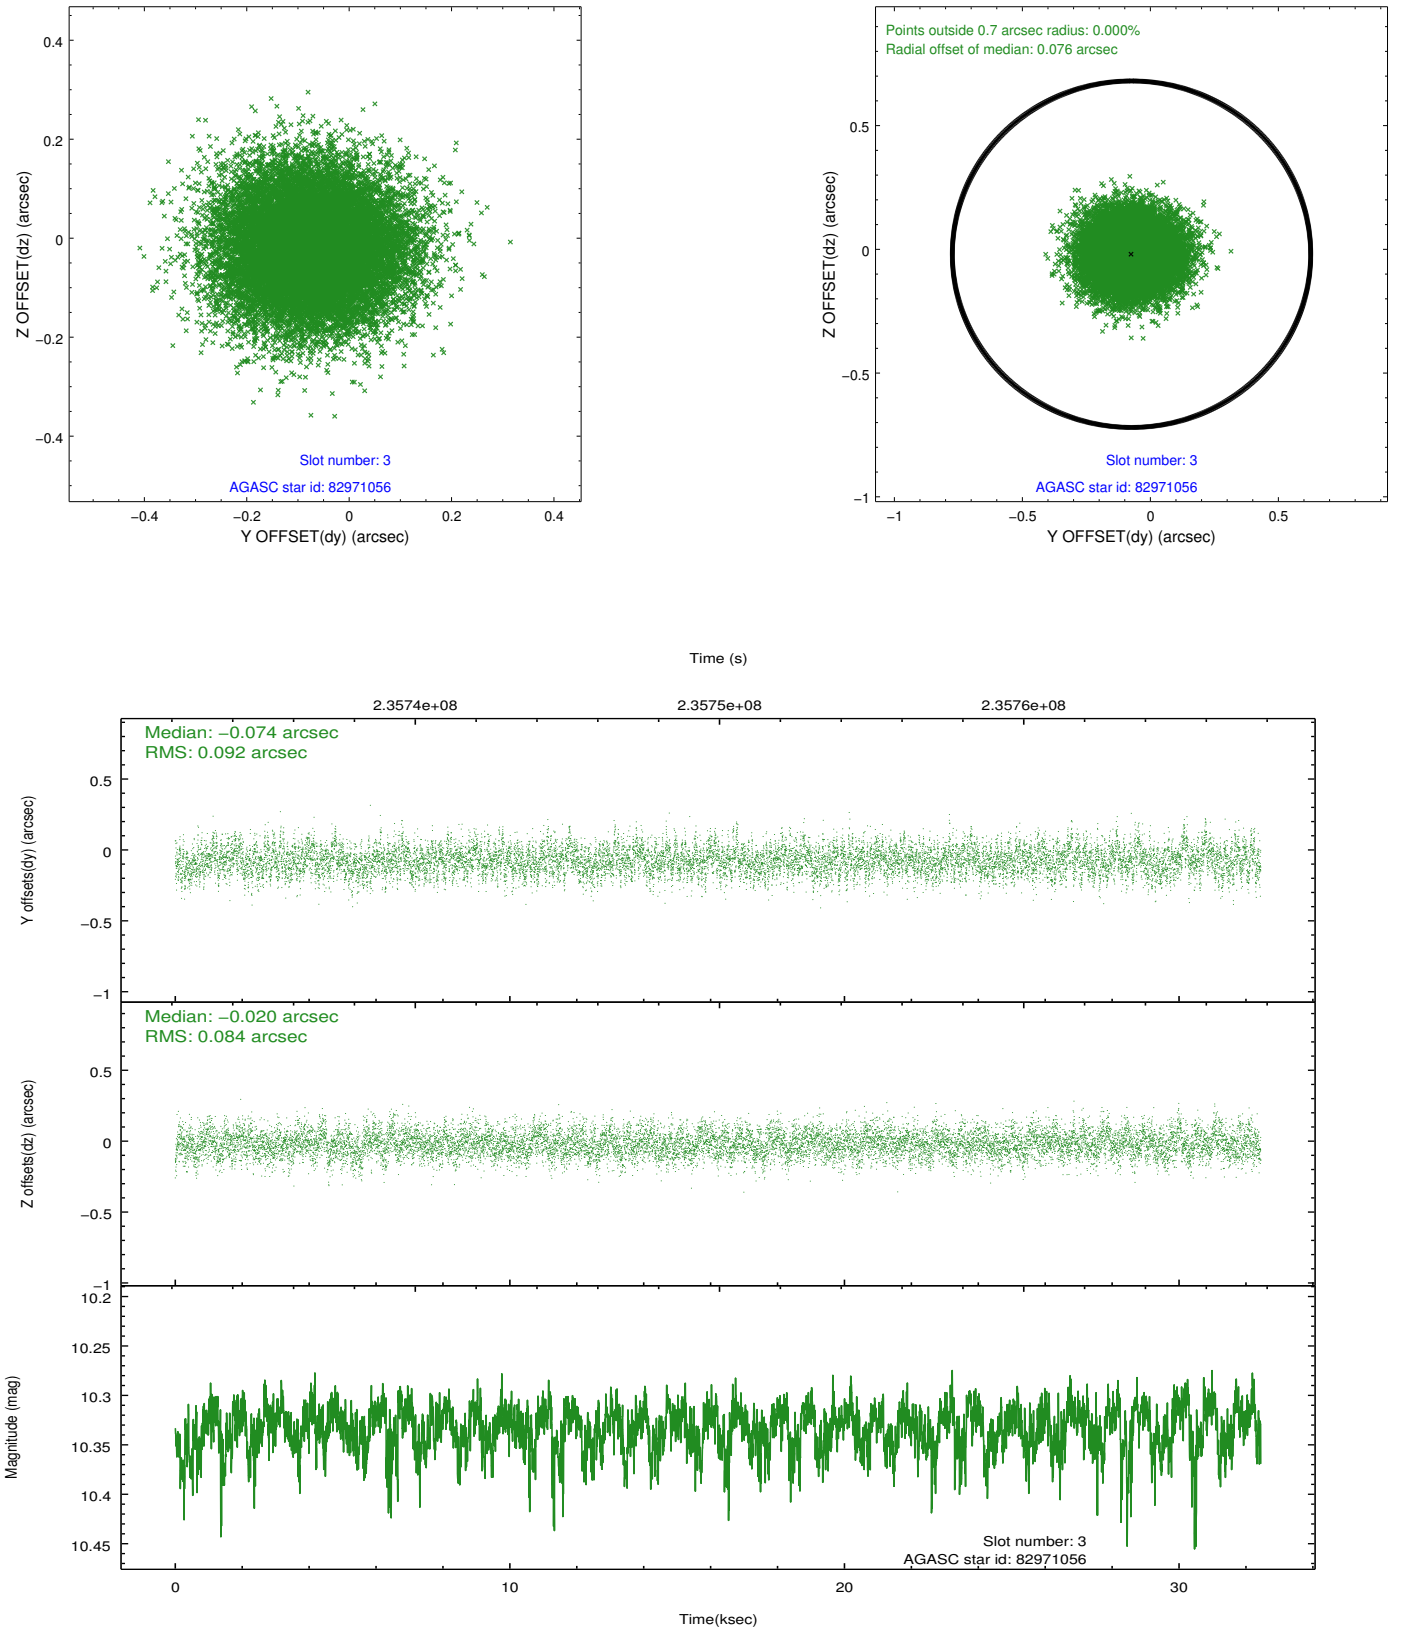 0.4
0.2
0
−0.2
−0.4
Z OFFSET(dz) (arcsec)
Slot number: 3
AGASC star id: 82971056
−0.4 −0.2 0 0.2 0.4
Y OFFSET(dy) (arcsec)
Points outside 0.7 arcsec radius: 0.000%
Radial offset of median: 0.076 arcsec
0.5
0
−0.5
−1
Z OFFSET(dz) (arcsec)
Slot number: 3
AGASC star id: 82971056
−1 −0.5 0 0.5
Y OFFSET(dy) (arcsec)
Time (s)
2.3574e+08 2.3575e+08 2.3576e+08
Median: −0.074 arcsec
RMS: 0.092 arcsec
0.5
0
−0.5
−1
Y offsets(dy) (arcsec)
Median: −0.020 arcsec
RMS: 0.084 arcsec
0.5
0
−0.5
−1
Z offsets(dz) (arcsec)
10.2
10.25
10.3
10.35
10.4
10.45
Magnitude (mag)
Slot number: 3
AGASC star id: 82971056
0 10 20 30
Time(ksec)